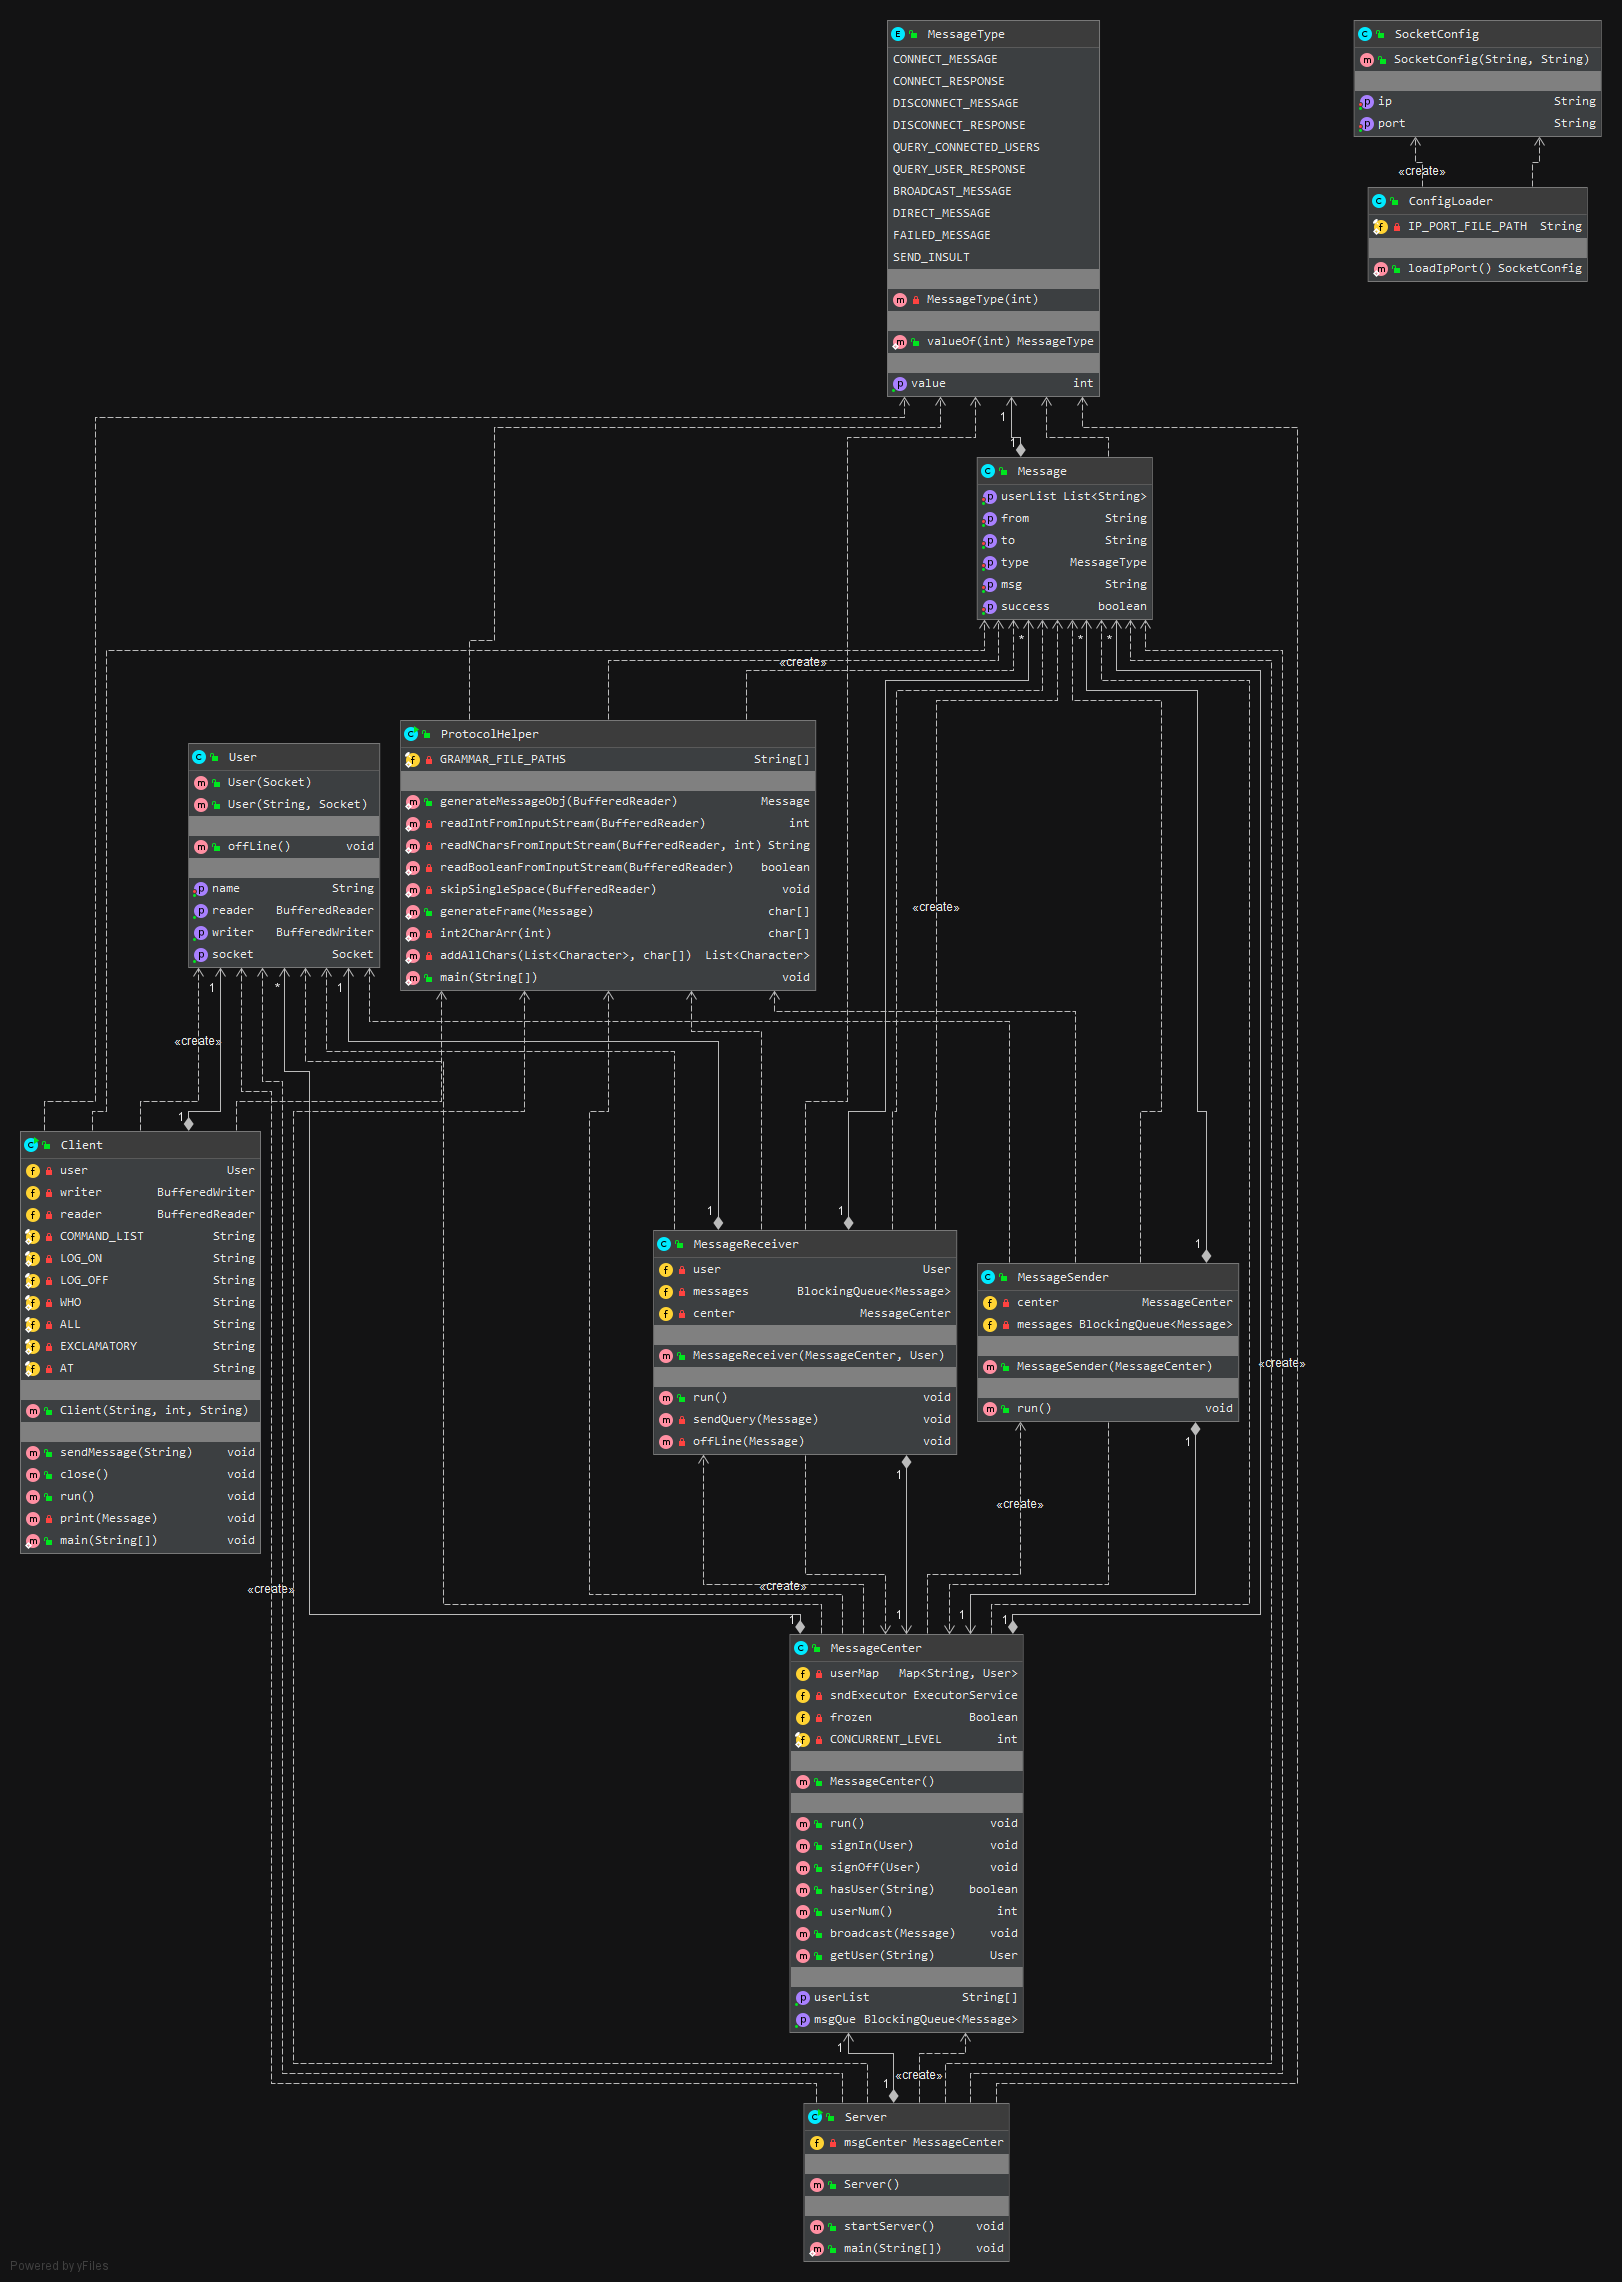 MessageType
CONNECT_MESSAGE
CONNECT_RESPONSE
DISCONNECT_MESSAGE
DISCONNECT_RESPONSE
QUERY_CONNECTED_USERS
QUERY_USER_RESPONSE
BROADCAST_MESSAGE
DIRECT_MESSAGE
FAILED_MESSAGE
SEND_INSULT
MessageType(int)
valueOf(int) MessageType
value int
SocketConfig
SocketConfig(String, String)
ip String
port String
«create»
ConfigLoader
IP_PORT_FILE_PATH String
loadIpPort() SocketConfig
1
1
Message
userList List<String>
from String
to String
type MessageType
msg String
success boolean
* * *
«create»
ProtocolHelper
GRAMMAR_FILE_PATHS String[]
generateMessageObj(BufferedReader) Message
readIntFromInputStream(BufferedReader) int
readNCharsFromInputStream(BufferedReader, int) String
readBooleanFromInputStream(BufferedReader) boolean
skipSingleSpace(BufferedReader) void
generateFrame(Message) char[]
int2CharArr(int) char[]
addAllChars(List<Character>, char[]) List<Character>
main(String[]) void
User
User(Socket)
User(String, Socket)
offLine() void
name String
reader BufferedReader
writer BufferedWriter
socket Socket
«create»
1 * 1
«create»
1
Client
user User
writer BufferedWriter
reader BufferedReader
COMMAND_LIST String
LOG_ON String
LOG_OFF String
WHO String
ALL String
EXCLAMATORY String
AT String
Client(String, int, String)
sendMessage(String) void
close() void
run() void
print(Message) void
main(String[]) void
1 1
MessageReceiver
user User
messages BlockingQueue<Message>
center MessageCenter
MessageReceiver(MessageCenter, User)
run() void
sendQuery(Message) void
offLine(Message) void
1
MessageSender
center MessageCenter
messages BlockingQueue<Message>
MessageSender(MessageCenter)
run() void
«create»
1
1
«create»
«create»
«create»
1 1 1 1
MessageCenter
userMap Map<String, User>
sndExecutor ExecutorService
frozen Boolean
CONCURRENT_LEVEL int
MessageCenter()
run() void
signIn(User) void
signOff(User) void
hasUser(String) boolean
userNum() int
broadcast(Message) void
getUser(String) User
userList String[]
msgQue BlockingQueue<Message>
1
«create»
1
Server
msgCenter MessageCenter
Server()
startServer() void
main(String[]) void
Powered by yFiles